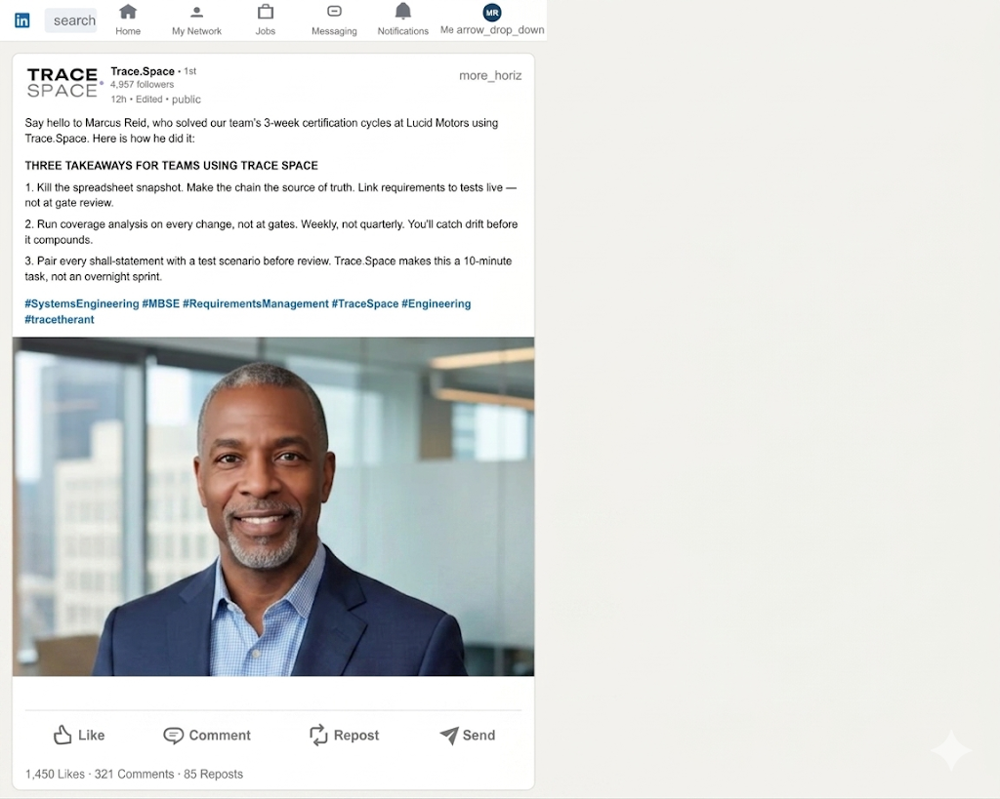 in
search
Home
My Network
Jobs
Messaging
Notifications
MR
Me arrow_drop_down
TRACE
SPACE
Trace.Space • 1st
4,957 followers
12h • Edited • public
more_horiz
Say hello to Marcus Reid, who solved our team's 3-week certification cycles at Lucid Motors using
Trace.Space. Here is how he did it:
THREE TAKEAWAYS FOR TEAMS USING TRACE SPACE
1. Kill the spreadsheet snapshot. Make the chain the source of truth. Link requirements to tests live —
not at gate review.
2. Run coverage analysis on every change, not at gates. Weekly, not quarterly. You'll catch drift before
it compounds.
3. Pair every shall-statement with a test scenario before review. Trace.Space makes this a 10-minute
task, not an overnight sprint.
#SystemsEngineering #MBSE #RequirementsManagement #TraceSpace #Engineering
#tracetherant
Like
Comment
Repost
Send
1,450 Likes · 321 Comments · 85 Reposts